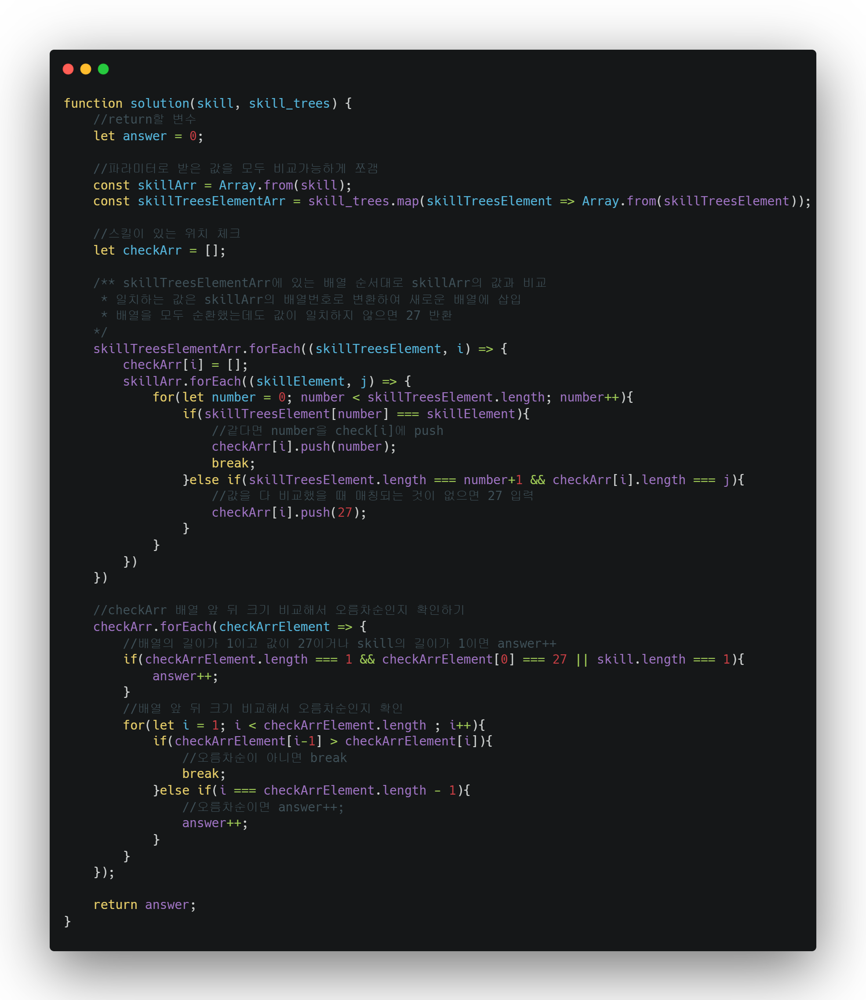 function solution(skill, skill_trees) {
    //return할 변수
    let answer = 0;

    //파라미터로 받은 값을 모두 비교가능하게 쪼갬
    const skillArr = Array.from(skill);
    const skillTreesElementArr = skill_trees.map(skillTreesElement => Array.from(skillTreesElement));

    //스킬이 있는 위치 체크
    let checkArr = [];

    /** skillTreesElementArr에 있는 배열 순서대로 skillArr의 값과 비교
     * 일치하는 값은 skillArr의 배열번호로 변환하여 새로운 배열에 삽입
     * 배열을 모두 순환했는데도 값이 일치하지 않으면 27 반환
    */
    skillTreesElementArr.forEach((skillTreesElement, i) => {
        checkArr[i] = [];
        skillArr.forEach((skillElement, j) => {
            for(let number = 0; number < skillTreesElement.length; number++){
                if(skillTreesElement[number] === skillElement){
                    //같다면 number을 check[i]에 push
                    checkArr[i].push(number);
                    break;
                }else if(skillTreesElement.length === number+1 && checkArr[i].length === j){
                    //값을 다 비교했을 때 매칭되는 것이 없으면 27 입력
                    checkArr[i].push(27);
                }
            }
        })
    })

    //checkArr 배열 앞 뒤 크기 비교해서 오름차순인지 확인하기
    checkArr.forEach(checkArrElement => {
        //배열의 길이가 1이고 값이 27이거나 skill의 길이가 1이면 answer++
        if(checkArrElement.length === 1 && checkArrElement[0] === 27 || skill.length === 1){
            answer++;
        }
        //배열 앞 뒤 크기 비교해서 오름차순인지 확인
        for(let i = 1; i < checkArrElement.length ; i++){
            if(checkArrElement[i-1] > checkArrElement[i]){
                //오름차순이 아니면 break
                break;
            }else if(i === checkArrElement.length - 1){
                //오름차순이면 answer++;
                answer++;
            }
        }
    });

    return answer;
}